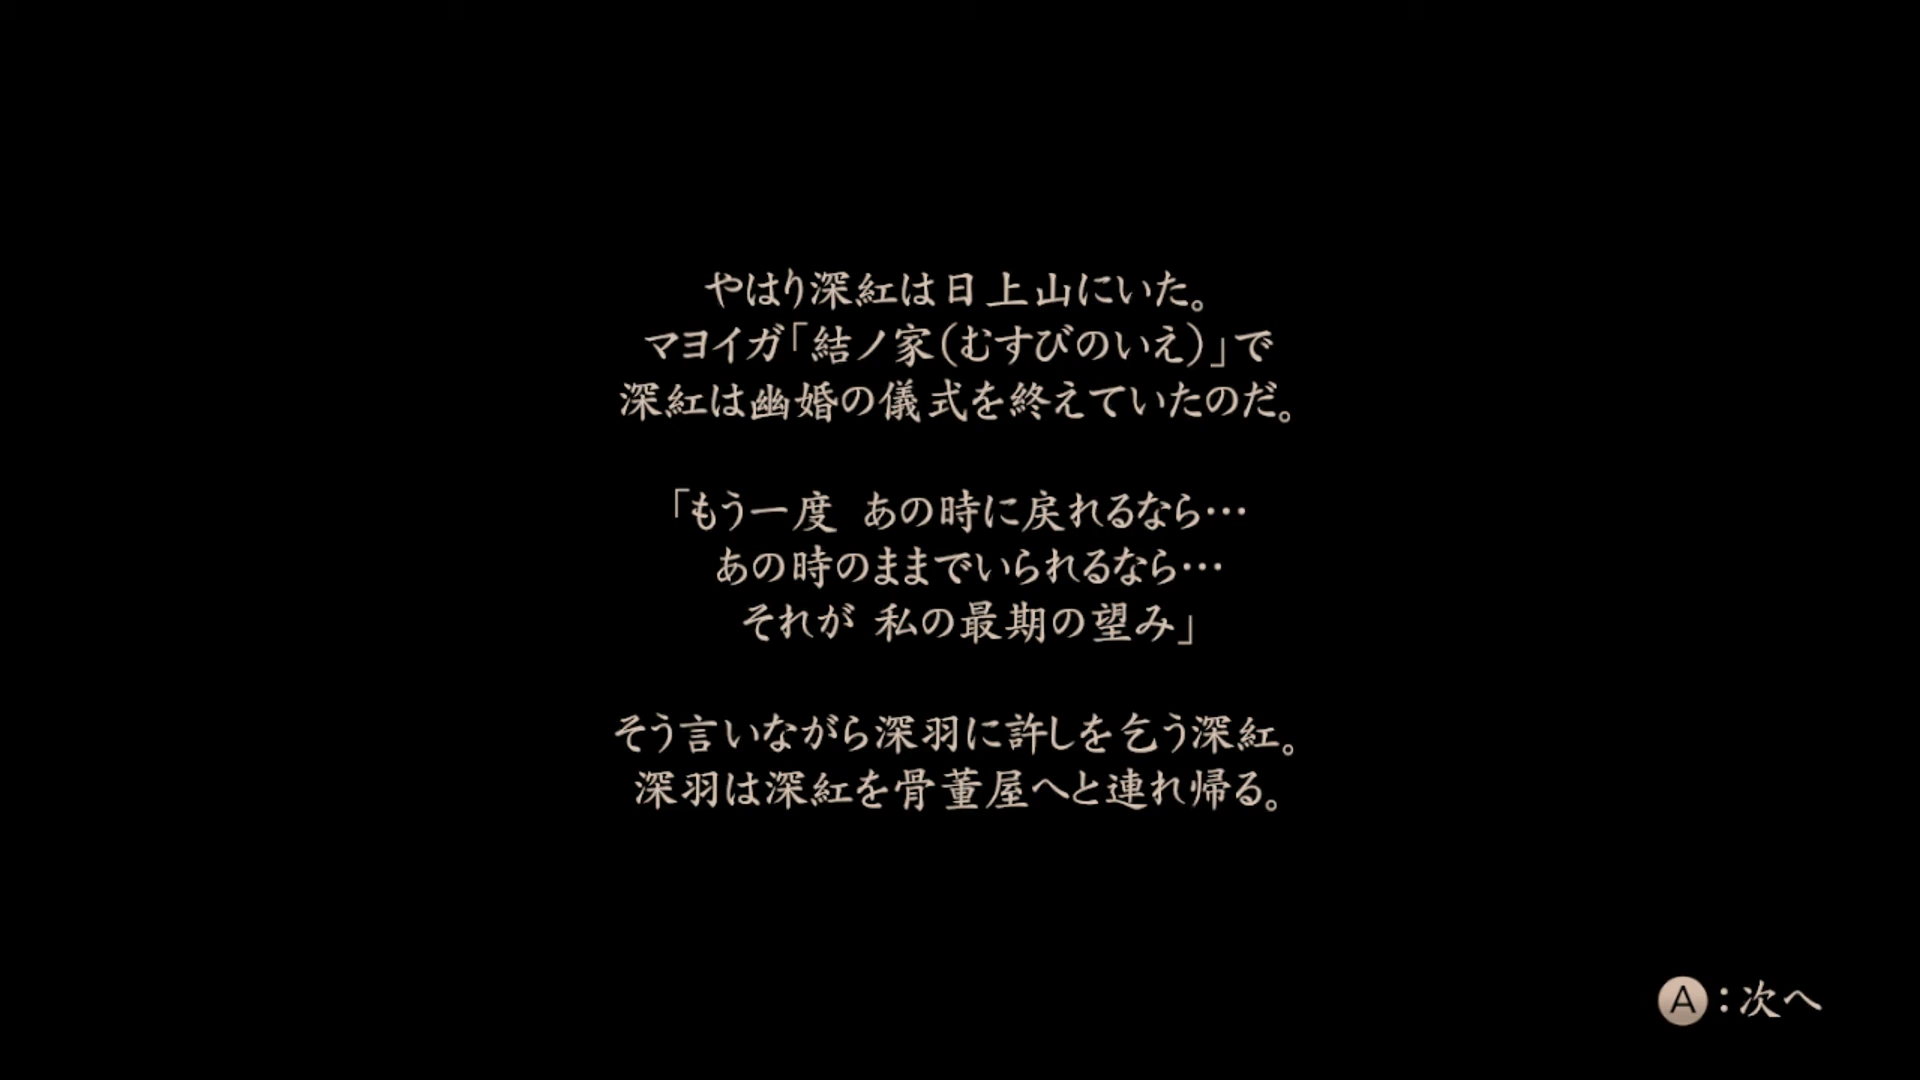 やはり深紅は日上山にいた。
マヨイガ「結ノ家(むすびのいえ)」で
深紅は幽婚の儀式を終えていたのだ。
「もう一度 あの時に戻れるなら…
あの時のままでいられるなら…
それが 私の最期の望み」
そう言いながら深羽に許しを乞う深紅。
深羽は深紅を骨董屋へと連れ帰る。
A:次へ